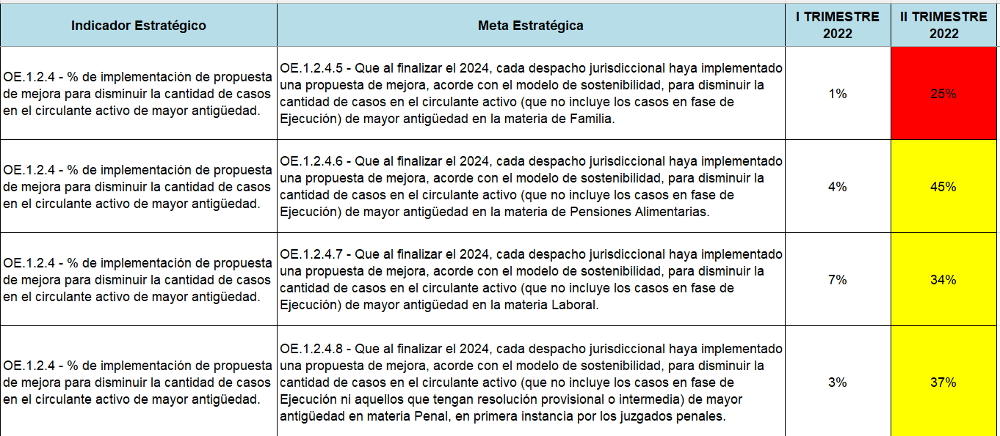 Indicador Estratégico
Meta Estratégica
I TRIMESTRE
2022
II TRIMESTRE
2022
OE.1.2.4 - % de implementación de propuesta
de mejora para disminuir la cantidad de casos
en el circulante activo de mayor antigüedad.
OE.1.2.4.5 - Que al finalizar el 2024, cada despacho jurisdiccional haya implementado
una propuesta de mejora, acorde con el modelo de sostenibilidad, para disminuir la
cantidad de casos en el circulante activo (que no incluye los casos en fase de
Ejecución) de mayor antigüedad en la materia de Familia.
1%
25%
OE.1.2.4 - % de implementación de propuesta
de mejora para disminuir la cantidad de casos
en el circulante activo de mayor antigüedad.
OE.1.2.4.6 - Que al finalizar el 2024, cada despacho jurisdiccional haya implementado
una propuesta de mejora, acorde con el modelo de sostenibilidad, para disminuir la
cantidad de casos en el circulante activo (que no incluye los casos en fase de
Ejecución) de mayor antigüedad en la materia de Pensiones Alimentarias.
4%
45%
OE.1.2.4 - % de implementación de propuesta
de mejora para disminuir la cantidad de casos
en el circulante activo de mayor antigüedad.
OE.1.2.4.7 - Que al finalizar el 2024, cada despacho jurisdiccional haya implementado
una propuesta de mejora, acorde con el modelo de sostenibilidad, para disminuir la
cantidad de casos en el circulante activo (que no incluye los casos en fase de
Ejecución) de mayor antigüedad en la materia Laboral.
7%
34%
OE.1.2.4 - % de implementación de propuesta
de mejora para disminuir la cantidad de casos
en el circulante activo de mayor antigüedad.
OE.1.2.4.8 - Que al finalizar el 2024, cada despacho jurisdiccional haya implementado
una propuesta de mejora, acorde con el modelo de sostenibilidad, para disminuir la
cantidad de casos en el circulante activo (que no incluye los casos en fase de
Ejecución ni aquellos que tengan resolución provisional o intermedia) de mayor
antigüedad en materia Penal, en primera instancia por los juzgados penales.
3%
37%